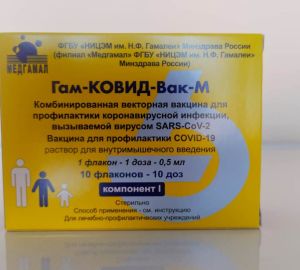 МЕДГАМАЛ
ФГБУ «НИЦЭМ им. Н.Ф. Гамалеи» Минздрава России
(филиал «Медгамал» ФГБУ «НИЦЭМ им. Н.Ф. Гамалеи»
Минздрава России)
Гам-КОВИД-Вак-М
Комбинированная векторная вакцина для
профилактики коронавирусной инфекции,
вызываемой вирусом SARS-CoV-2
Вакцина для профилактики COVID-19
раствор для внутримышечного введения
1 флакон - 1 доза - 0,5 мл
10 флаконов - 10 доз
компонент I
Стерильно
Способ применения - см. инструкцию
Для лечебно-профилактических учреждений